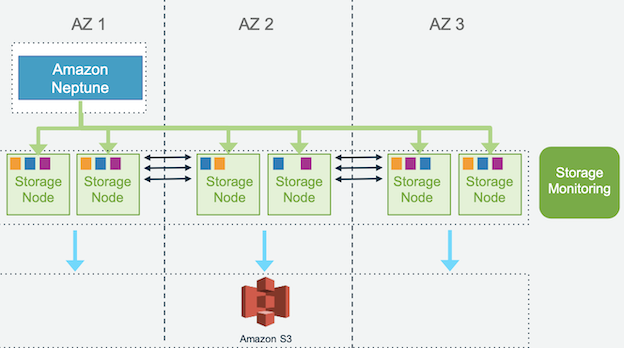 AZ 1
AZ 2
AZ 3
Amazon
Neptune
Storage
Node
Storage
Node
Storage
Node
Storage
Node
Storage
Node
Storage
Node
Storage
Monitoring
Amazon S3